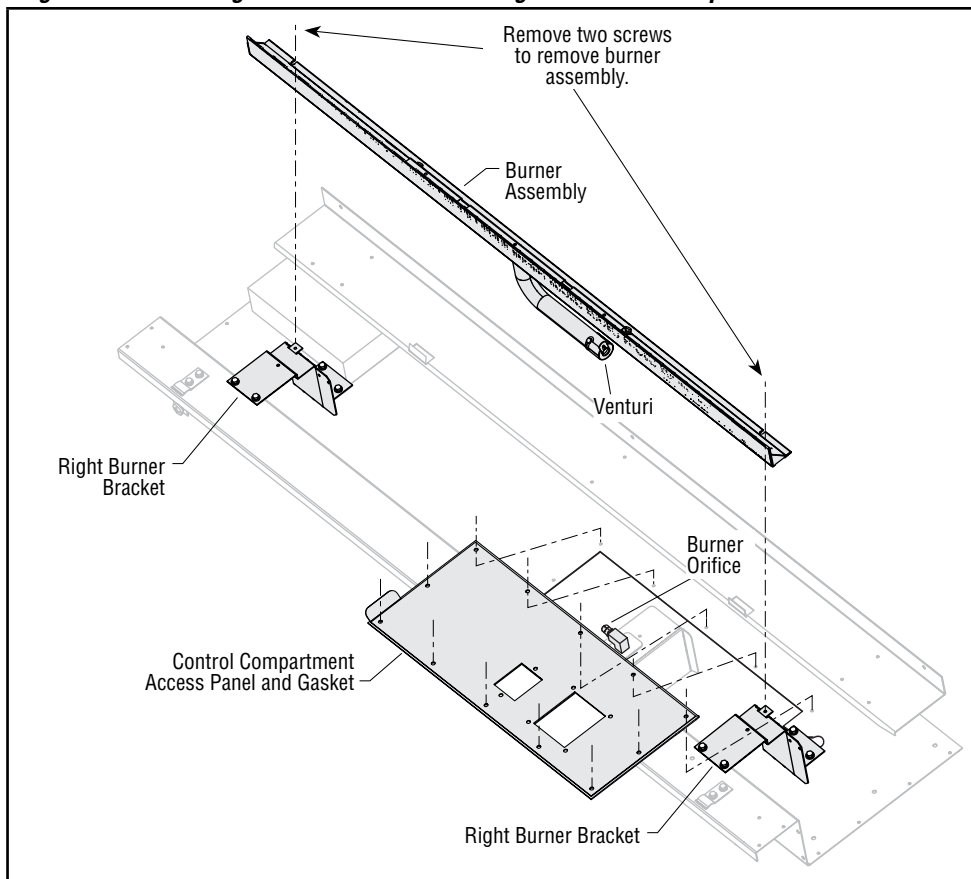 Remove two screws
to remove burner
assembly.
Burner
Assembly
Venturi
Right Burner
Bracket
Burner
Orifice
Control Compartment
Access Panel and Gasket
Right Burner Bracket